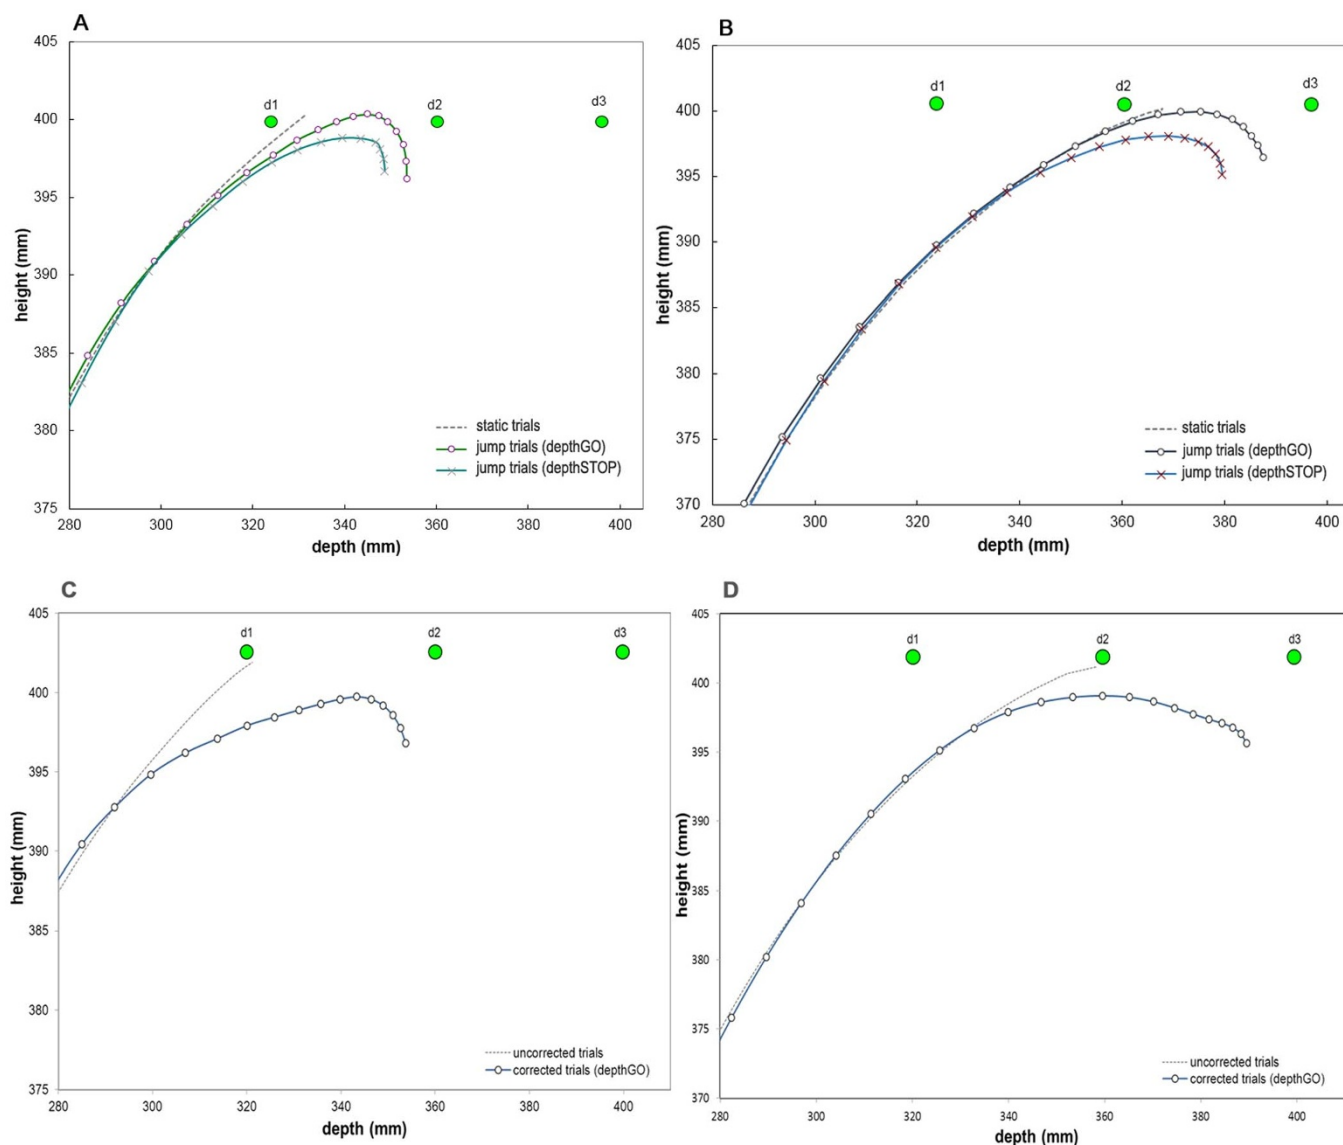 A
405
400
395
390
385
380
375
height (mm)
d1
d2
d3
static trials
jump trials (depthGO)
jump trials (depthSTOP)
280
300
320
340
360
380
400
depth (mm)
B
405
400
395
390
385
380
375
370
height (mm)
d1
d2
d3
static trials
jump trials (depthGO)
jump trials (depthSTOP)
280
300
320
340
360
380
400
depth (mm)
C
405
400
395
390
385
380
375
height (mm)
d1
d2
d3
uncorrected trials
corrected trials (depthGO)
280
300
320
340
360
380
400
depth (mm)
D
405
400
395
390
385
380
375
370
height (mm)
d1
d2
d3
uncorrected trials
corrected trials (depthGO)
280
300
320
340
360
380
400
depth (mm)